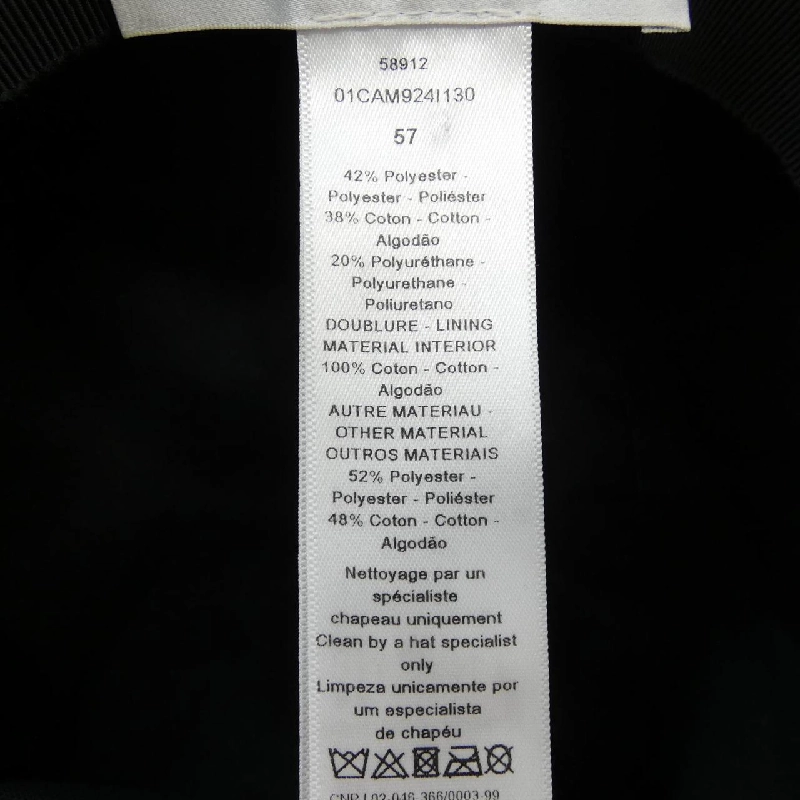 58912
01CAM924I130
57
42% Polyester -
Polyester - Poliéster
38% Coton - Cotton -
Algodão
20% Polyuréthane -
Polyurethane -
Poliuretano
DOUBLURE - LINING
MATERIAL INTERIOR
100% Coton - Cotton -
Algodão
AUTRE MATERIAU -
OTHER MATERIAL
OUTROS MATERIAIS
52% Polyester -
Polyester - Poliéster
48% Coton - Cotton -
Algodão
Nettoyage par un
spécialiste
chapeau uniquement
Clean by a hat specialist
only
Limpeza unicamente por
um especialista
de chapéu